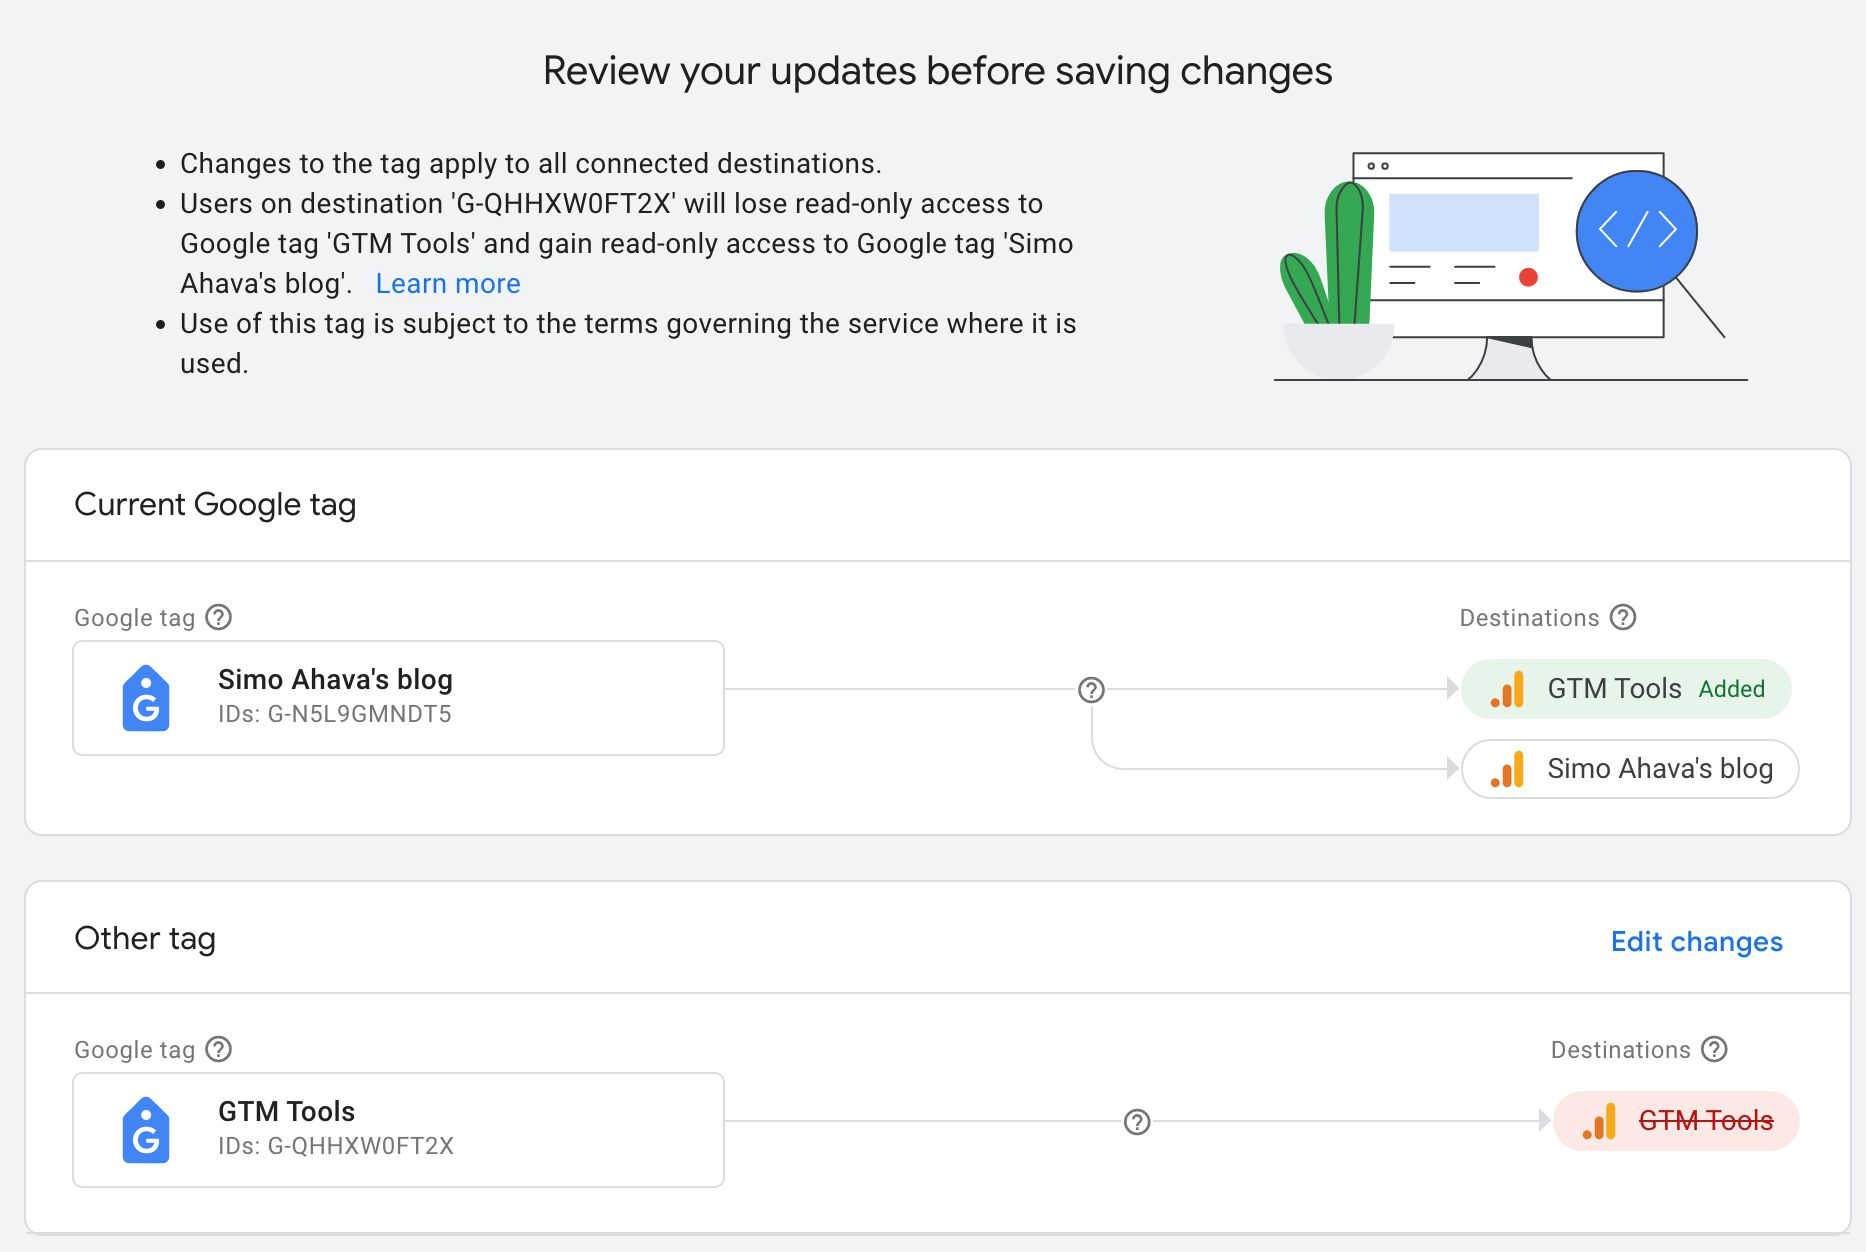 Review your updates before saving changes
• Changes to the tag apply to all connected destinations.
• Users on destination 'G-QHHXW0FT2X' will lose read-only access to
Google tag 'GTM Tools' and gain read-only access to Google tag 'Simo
Ahava's blog'. Learn more
• Use of this tag is subject to the terms governing the service where it is
used.
Current Google tag
Google tag
Destinations
Simo Ahava's blog
IDs: G-N5L9GMNDT5
GTM Tools Added
Simo Ahava's blog
Other tag
Edit changes
Google tag
Destinations
GTM Tools
IDs: G-QHHXW0FT2X
GTM Tools